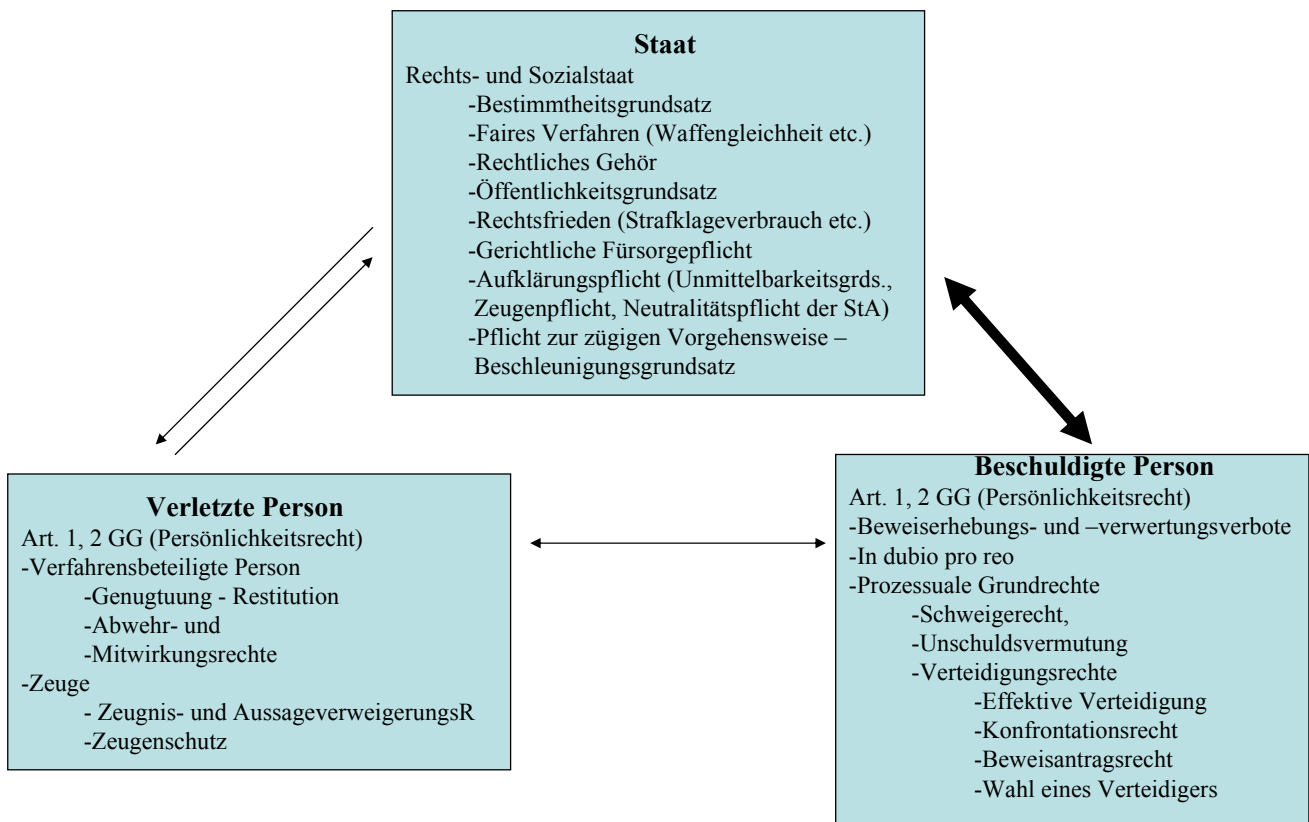 Staat
Rechts- und Sozialstaat
-Bestimmtheitsgrundsatz
-Faires Verfahren (Waffengleichheit etc.)
-Rechtliches Gehör
-Öffentlichkeitsgrundsatz
-Rechtsfrieden (Strafklageverbrauch etc.)
-Gerichtliche Fürsorgepflicht
-Aufklärungspflicht (Unmittelbarkeitsgrds.,
Zeugenpflicht, Neutralitätspflicht der StA)
-Pflicht zur zügigen Vorgehensweise –
Beschleunigungsgrundsatz
Verletzte Person
Art. 1, 2 GG (Persönlichkeitsrecht)
-Verfahrensbeteiligte Person
-Genugtuung - Restitution
-Abwehr- und
-Mitwirkungsrechte
-Zeuge
- Zeugnis- und AussageverweigerungsR
-Zeugenschutz
Beschuldigte Person
Art. 1, 2 GG (Persönlichkeitsrecht)
-Beweiserhebungs- und –verwertungsverbote
-In dubio pro reo
-Prozessuale Grundrechte
-Schweigerecht,
-Unschuldsvermutung
-Verteidigungsrechte
-Effektive Verteidigung
-Konfrontationsrecht
-Beweisantragsrecht
-Wahl eines Verteidigers